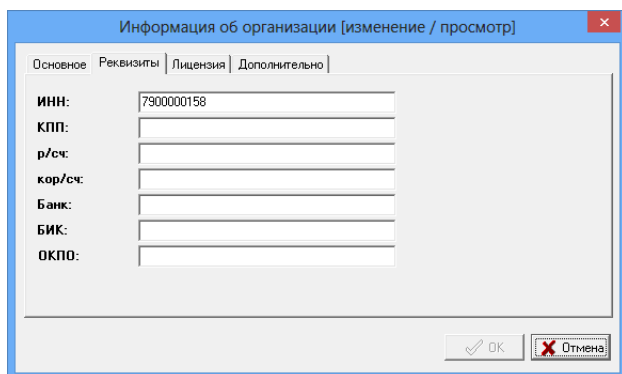 Информация об организации [изменение / просмотр]
Основное Реквизиты Лицензия Дополнительно
ИНН: 7900000158
КПП:
р/сч:
кор/сч:
Банк:
БИК:
ОКПО:
ОК Отмена